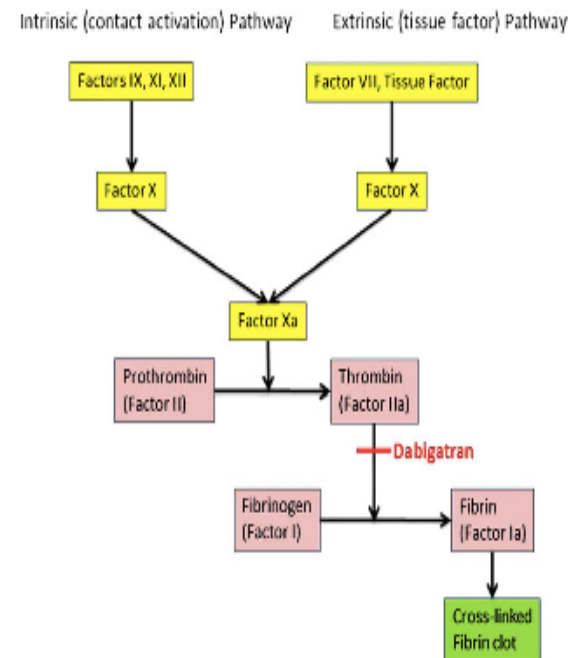 Intrinsic (contact activation) Pathway
Extrinsic (tissue factor) Pathway
Factors IX, XI, XII
Factor VII, Tissue Factor
Factor X
Factor X
Factor Xa
Prothrombin
(Factor II)
Thrombin
(Factor IIa)
Dabigatran
Fibrinogen
(Factor I)
Fibrin
(Factor Ia)
Cross-linked
Fibrin clot